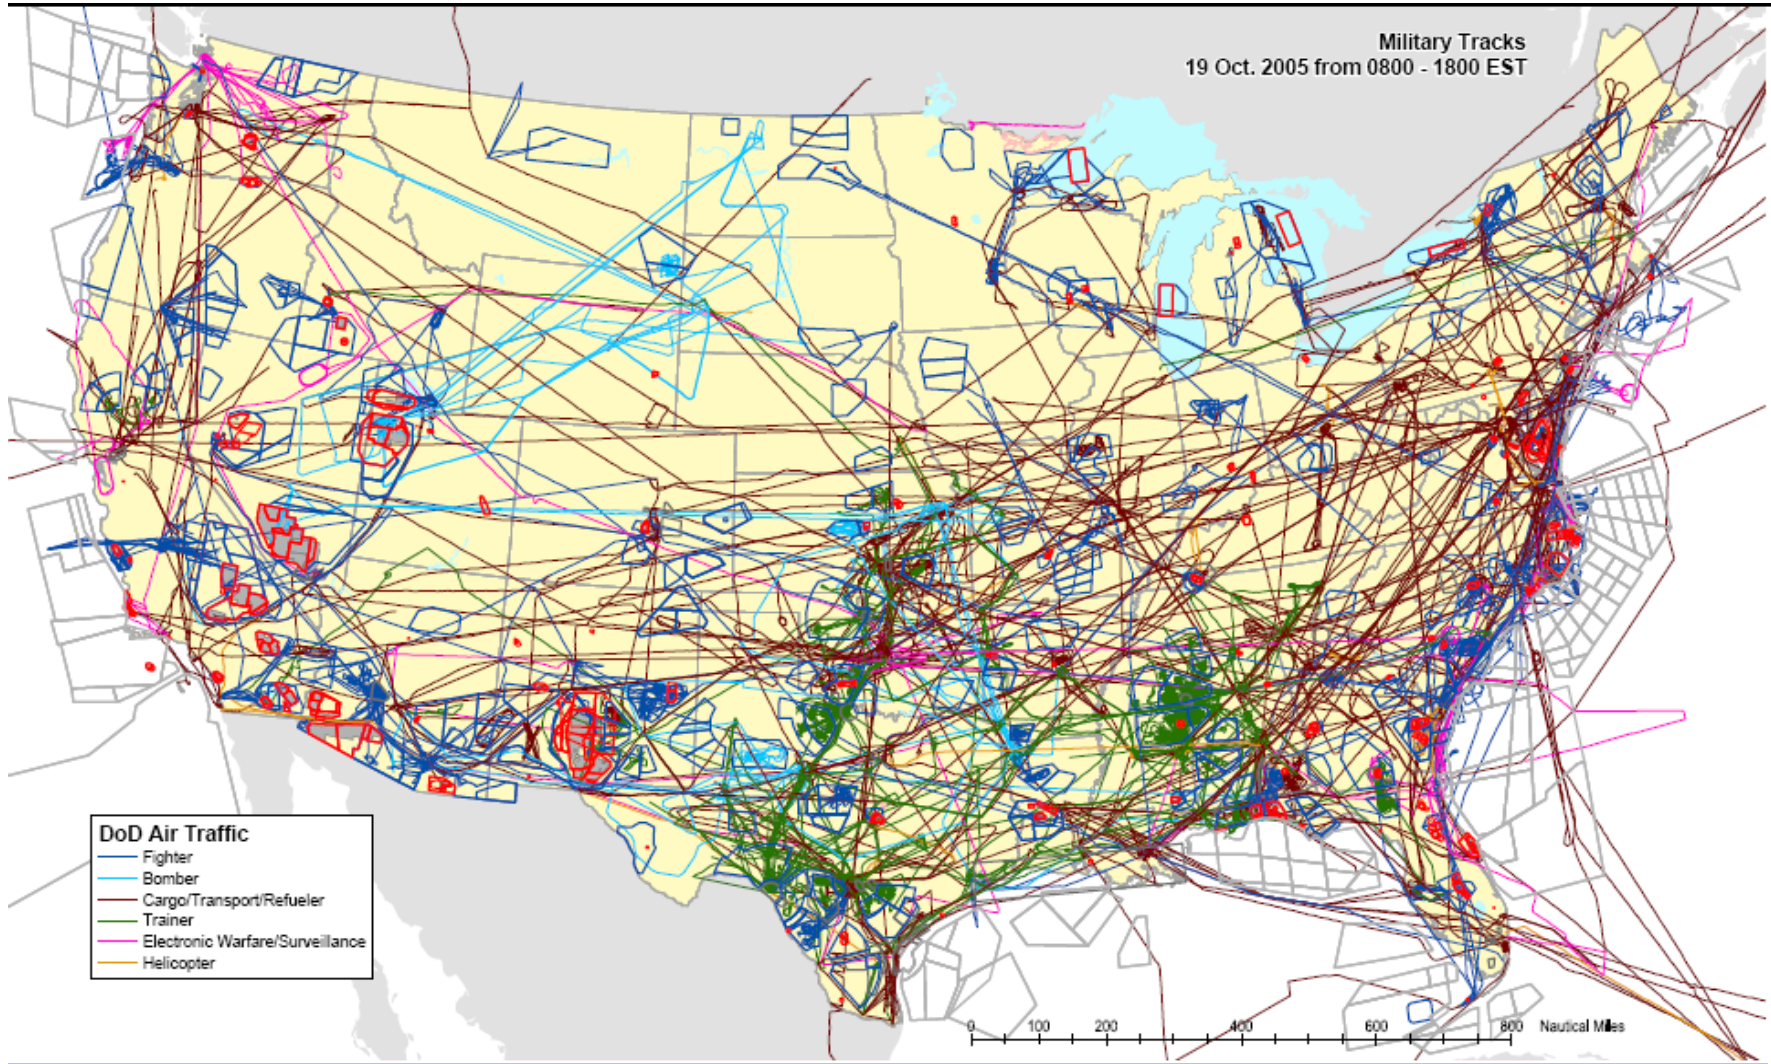 Military Tracks
19 Oct. 2005 from 0800 - 1800 EST
DoD Air Traffic
Fighter
Bomber
Cargo/Transport/Refueler
Trainer
Electronic Warfare/Surveillance
Helicopter
0 100 200 400 600 800 Nautical Miles